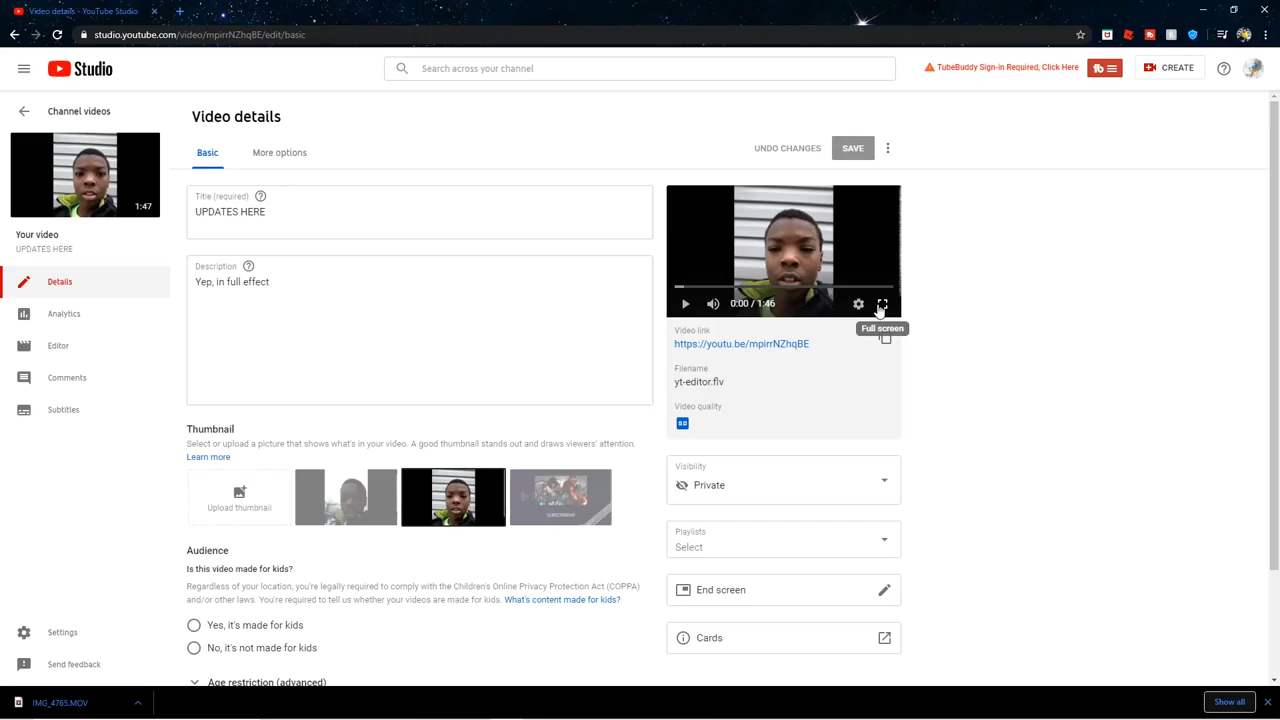 Video details - YouTube Studio
studio.youtube.com/video/mpirrNZhqBE/edit/basic
Studio
Search across your channel
TubeBuddy Sign-in Required, Click Here
tb
CREATE
Channel videos
1:47
Your video
UPDATES HERE
Details
Analytics
Editor
Comments
Subtitles
Settings
Send feedback
Video details
Basic
More options
UNDO CHANGES
SAVE
Title (required)
UPDATES HERE
Description
Yep, in full effect
Thumbnail
Select or upload a picture that shows what's in your video. A good thumbnail stands out and draws viewers' attention.
Learn more
Upload thumbnail
Audience
Is this video made for kids?
Regardless of your location, you're legally required to comply with the Children's Online Privacy Protection Act (COPPA)
and/or other laws. You're required to tell us whether your videos are made for kids. What's content made for kids?
Yes, it's made for kids
No, it's not made for kids
Age restriction (advanced)
0:00 / 1:46
Full screen
Video link
https://youtu.be/mpirrNZhqBE
Filename
yt-editor.flv
Video quality
SD
Visibility
Private
Playlists
Select
End screen
Cards
IMG_4765.MOV
Show all